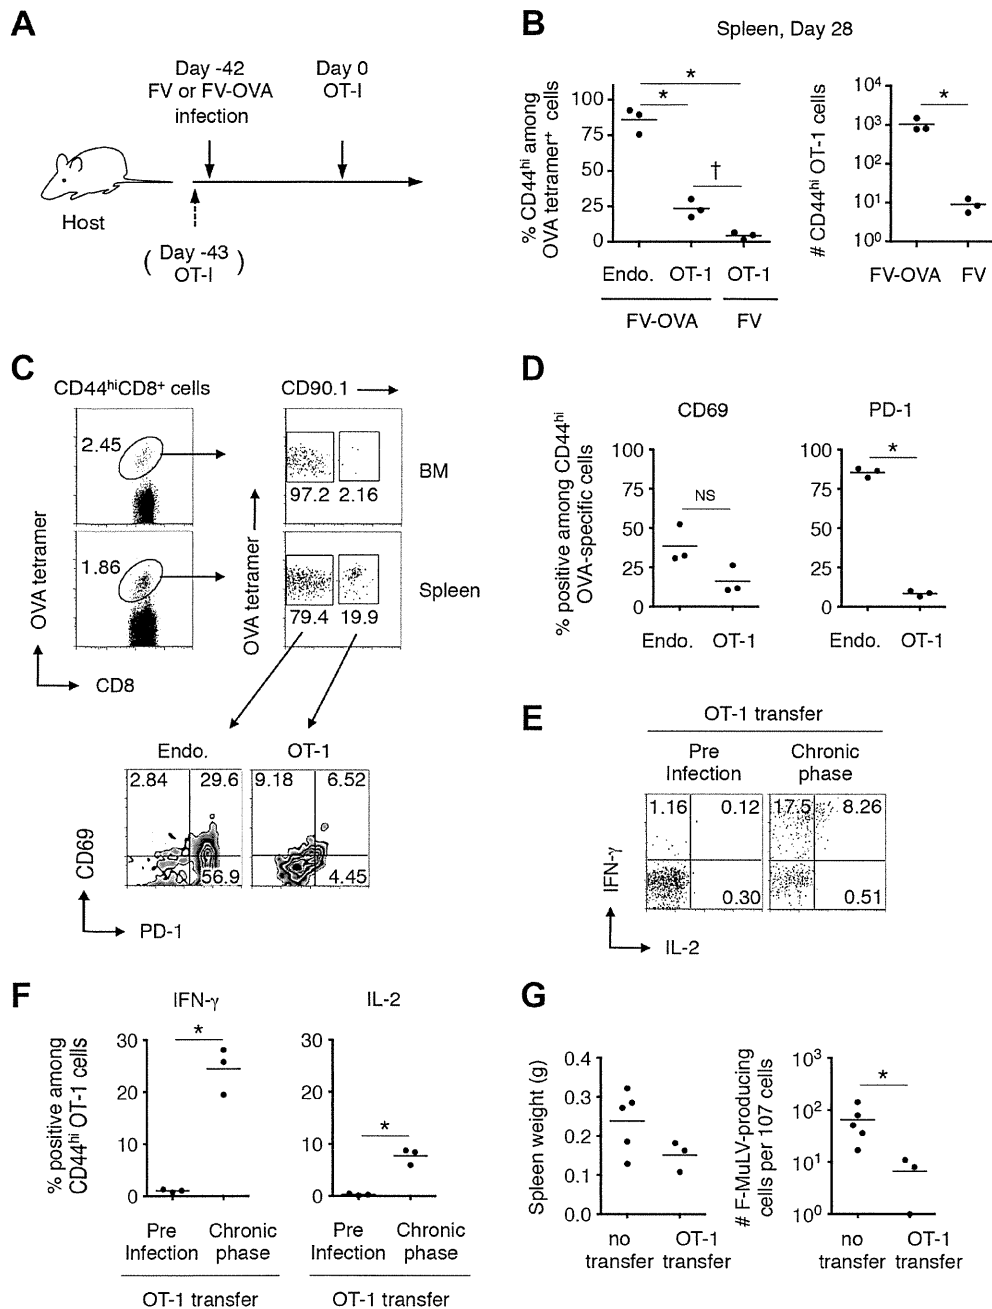 A
Day -42
FV or FV-OVA
infection
Day 0
OT-I
Host
( Day -43 )
OT-I
B
Spleen, Day 28
% CD44hi among
OVA tetramer+ cells
100
75
50
25
0
*
*
†
Endo. OT-1 OT-1
FV-OVA FV
# CD44hi OT-1 cells
10⁴
10³
10²
10¹
10⁰
*
FV-OVA FV
C
CD44hiCD8+ cells
CD90.1
2.45
97.2 2.16
BM
1.86
79.4 19.9
Spleen
OVA tetramer
CD8
OVA tetramer
Endo. OT-1
2.84 29.6
56.9
9.18 6.52
4.45
CD69
PD-1
D
% positive among CD44hi
OVA-specific cells
CD69
100
75
50
25
0
NS
Endo. OT-1
PD-1
100
75
50
25
0
*
Endo. OT-1
E
OT-1 transfer
Pre
Infection
Chronic
phase
1.16 0.12
0.30
17.5 8.26
0.51
IFN-γ
IL-2
F
% positive among
CD44hi OT-1 cells
IFN-γ
30
20
10
0
*
Pre
Infection
Chronic
phase
OT-1 transfer
IL-2
30
20
10
0
*
Pre
Infection
Chronic
phase
OT-1 transfer
G
Spleen weight (g)
0.4
0.3
0.2
0.1
0.0
no
transfer
OT-1
transfer
# F-MuLV-producing
cells per 107 cells
10³
10²
10¹
10⁰
*
no
transfer
OT-1
transfer